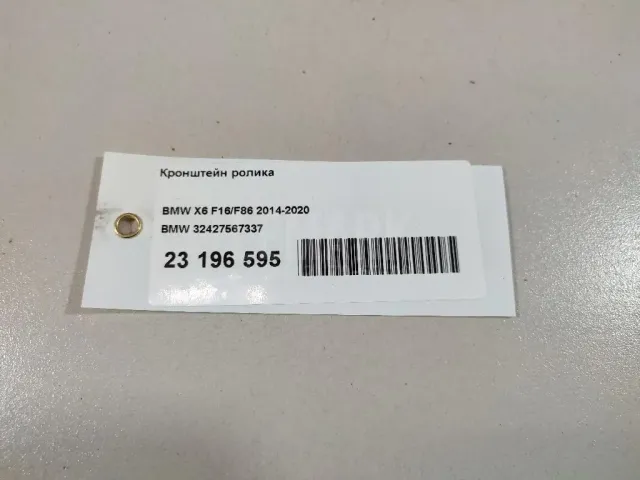 Кронштейн ролика
BMW X6 F16/F86 2014-2020
BMW 32427567337
23 196 595